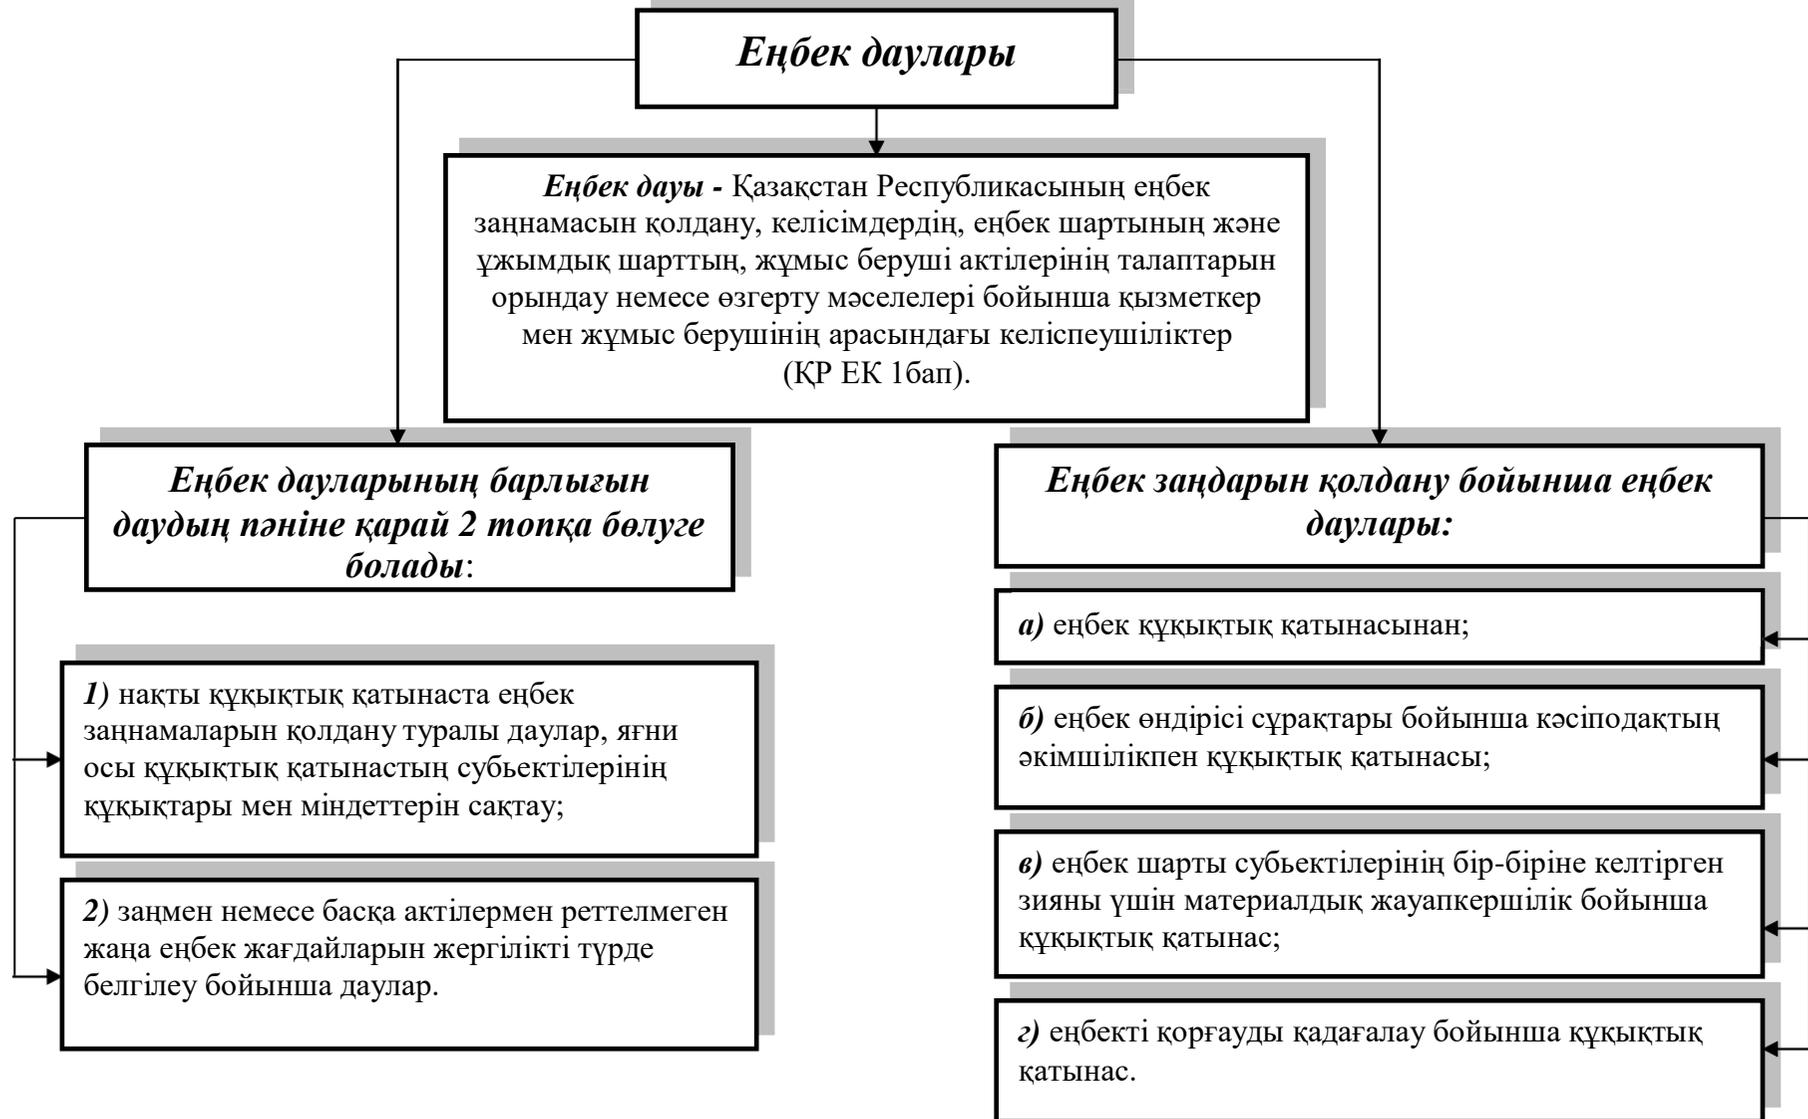 Еңбек даулары
Еңбек дауы - Қазақстан Республикасының еңбек
заңнамасын қолдану, келісімдердің, еңбек шартының және
ұжымдық шарттың, жұмыс беруші актілерінің талаптарын
орындау немесе өзгерту мәселелері бойынша қызметкер
мен жұмыс берушінің арасындағы келіспеушіліктер
(ҚР ЕК 1бап).
Еңбек дауларының барлығын
даудың пәніне қарай 2 топқа бөлуге
болады:
1) нақты құқықтық қатынаста еңбек
заңнамаларын қолдану туралы даулар, яғни
осы құқықтық қатынастың субьектілерінің
құқықтары мен міндеттерін сақтау;
2) заңмен немесе басқа актілермен реттелмеген
жаңа еңбек жағдайларын жергілікті түрде
белгілеу бойынша даулар.
Еңбек заңдарын қолдану бойынша еңбек
даулары:
а) еңбек құқықтық қатынасынан;
б) еңбек өндірісі сұрақтары бойынша кәсіподақтың
әкімшілікпен құқықтық қатынасы;
в) еңбек шарты субьектілерінің бір-біріне келтірген
зияны үшін материалдық жауапкершілік бойынша
құқықтық қатынас;
г) еңбекті қорғауды қадағалау бойынша құқықтық
қатынас.